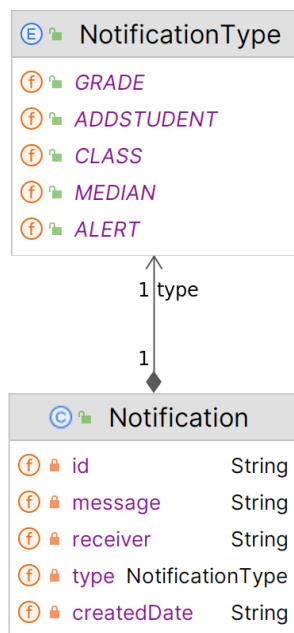 E NotificationType
f GRADE
f ADDSTUDENT
f CLASS
f MEDIAN
f ALERT
1 type
1
C Notification
f id String
f message String
f receiver String
f type NotificationType
f createdDate String